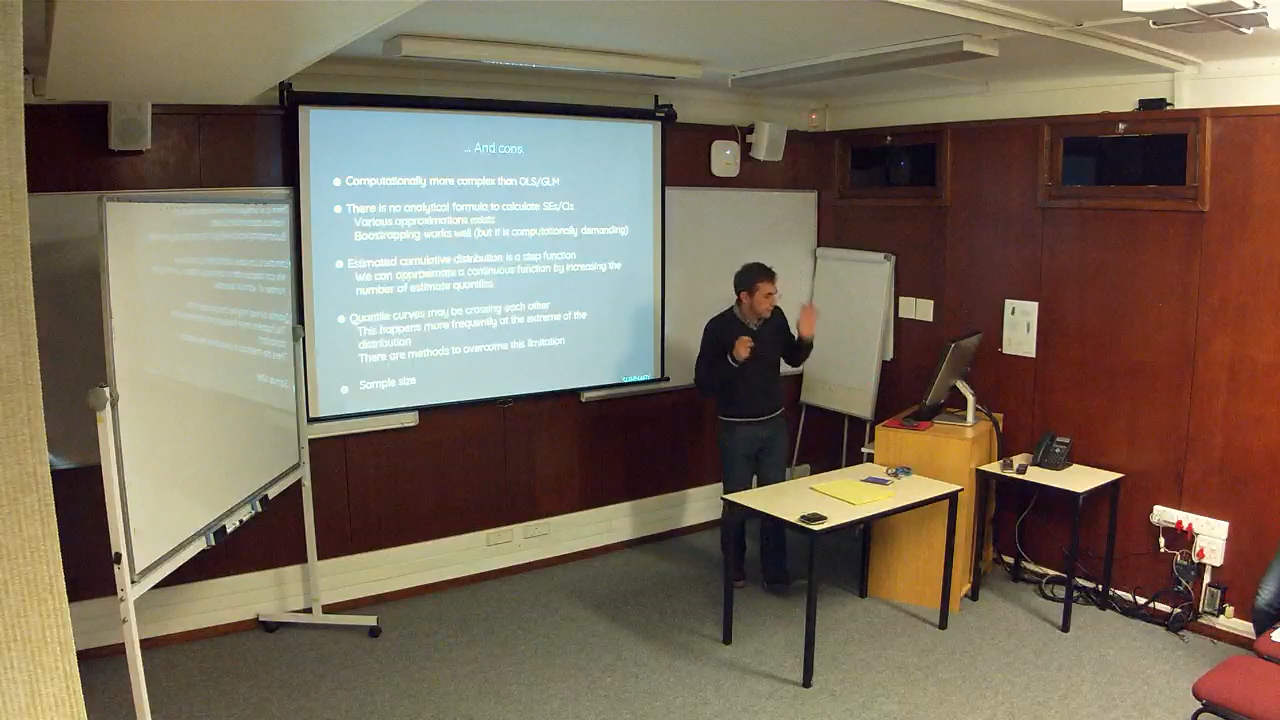 ... And cons.
Computationally more complex than OLS/GLM
There is no analytical formula to calculate SEs/CIs
Various approximations exists
Boostrapping works well (but it is computationally demanding)
Estimated cumulative distribution is a step function
We can approximate a continuous function by increasing the
number of estimate quantiles
Quantile curves may be crossing each other
This happens more frequently at the extreme of the
distribution
There are methods to overcome this limitation
Sample size
SUMMARY